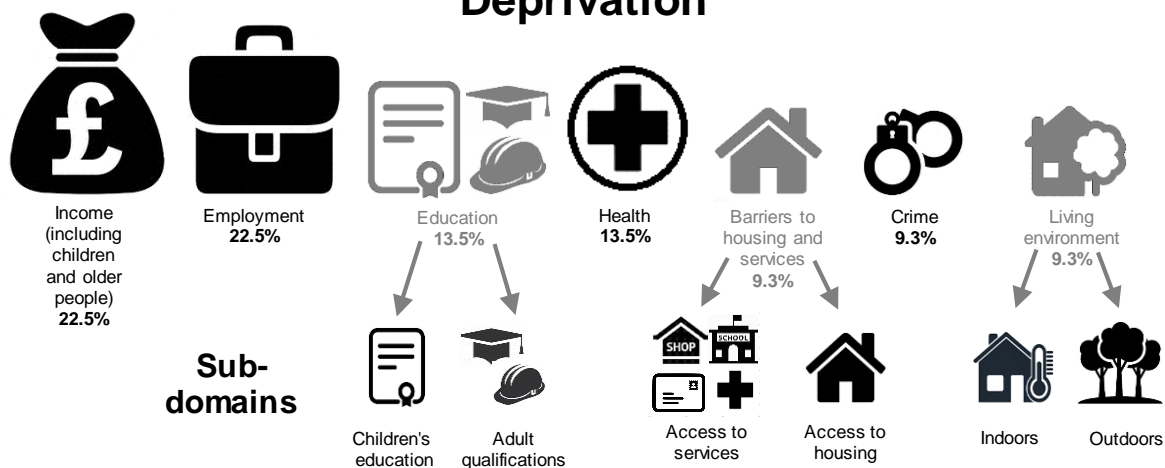 Deprivation
£
Income
(including
children
and older
people)
22.5%
Employment
22.5%
Education
13.5%
Health
13.5%
Barriers to
housing and
services
9.3%
Crime
9.3%
Living
environment
9.3%
Sub-
domains
Children's
education
Adult
qualifications
SHOP
SCHOOL
Access to
services
Access to
housing
Indoors
Outdoors